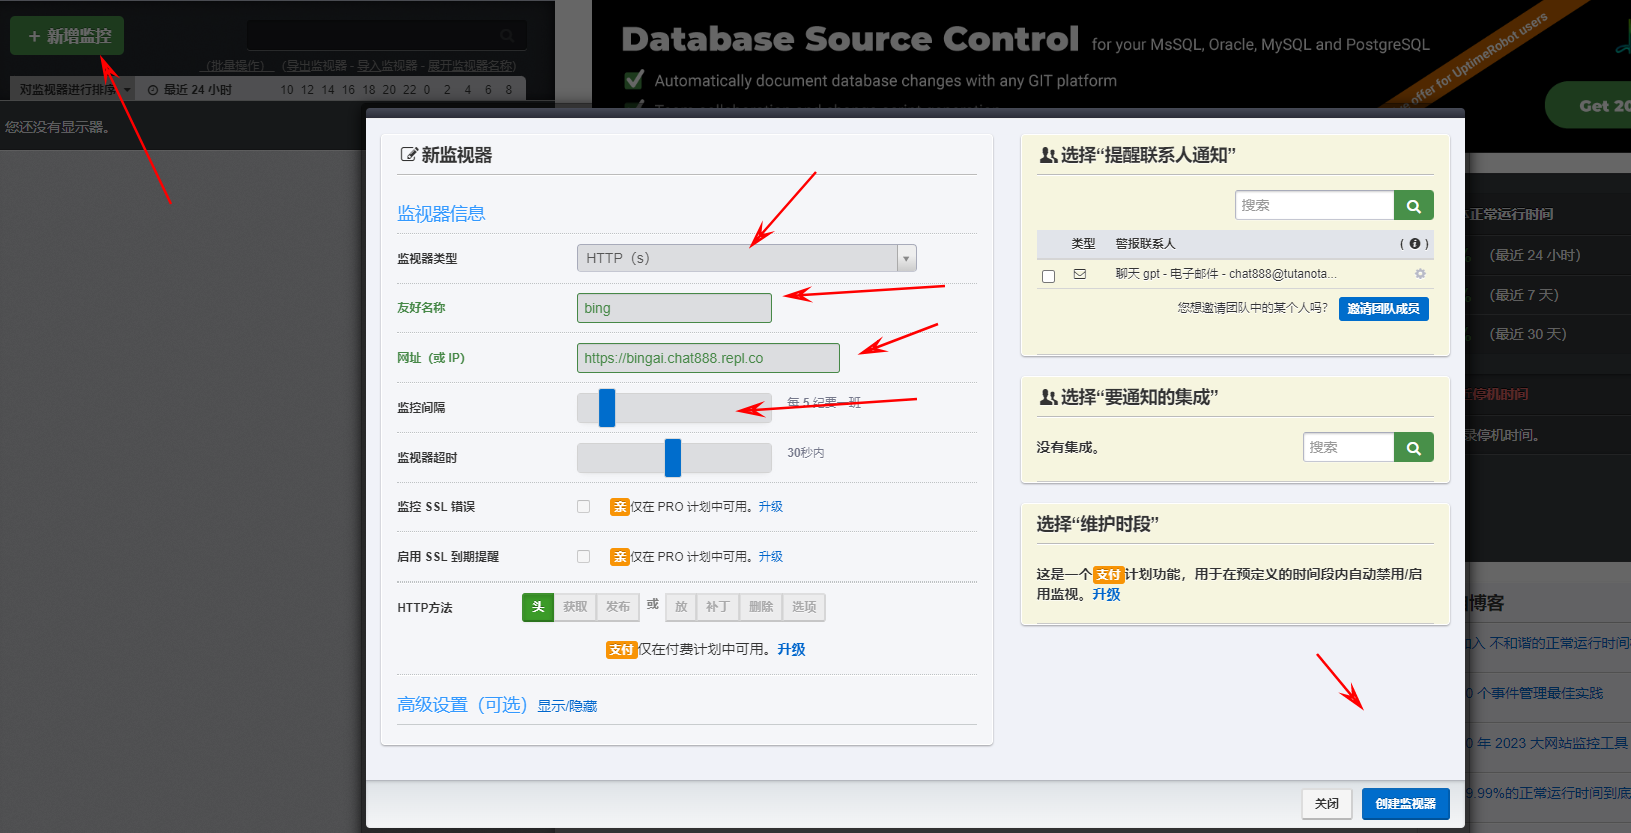 + 新增监控
（批量操作） （导出监视器 - 导入监视器 - 展开监视器名称）
对监视器进行排序 最近 24 小时 10 12 14 16 18 20 22 0 2 4 6 8
您还没有显示器。
Database Source Control for your MsSQL, Oracle, MySQL and PostgreSQL
Automatically document database changes with any GIT platform
offer for UptimeRobot users
Get 20
新监视器
监视器信息
监视器类型 HTTP（s）
友好名称 bing
网址（或 IP） https://bingai.chat888.repl.co
监控间隔
监视器超时 30秒内
监控 SSL 错误 亲 仅在 PRO 计划中可用。升级
启用 SSL 到期提醒 亲 仅在 PRO 计划中可用。升级
HTTP方法 头 获取 发布 或 放 补丁 删除 选项
支付 仅在付费计划中可用。升级
高级设置（可选） 显示/隐藏
选择“提醒联系人通知”
搜索
类型 警报联系人
聊天 gpt - 电子邮件 - chat888@tutanota...
您想邀请团队中的某个人吗？ 邀请团队成员
选择“要通知的集成”
没有集成。 搜索
选择“维护时段”
这是一个支付计划功能，用于在预定义的时间段内自动禁用/启
用监视。升级
关闭 创建监视器
正常运行时间
（最近 24 小时）
（最近 7 天）
（最近 30 天）
停机时间
录停机时间。
博客
加入 不和谐的正常运行时间
0 个事件管理最佳实践
0 年 2023 大网站监控工具
9.99%的正常运行时间到底